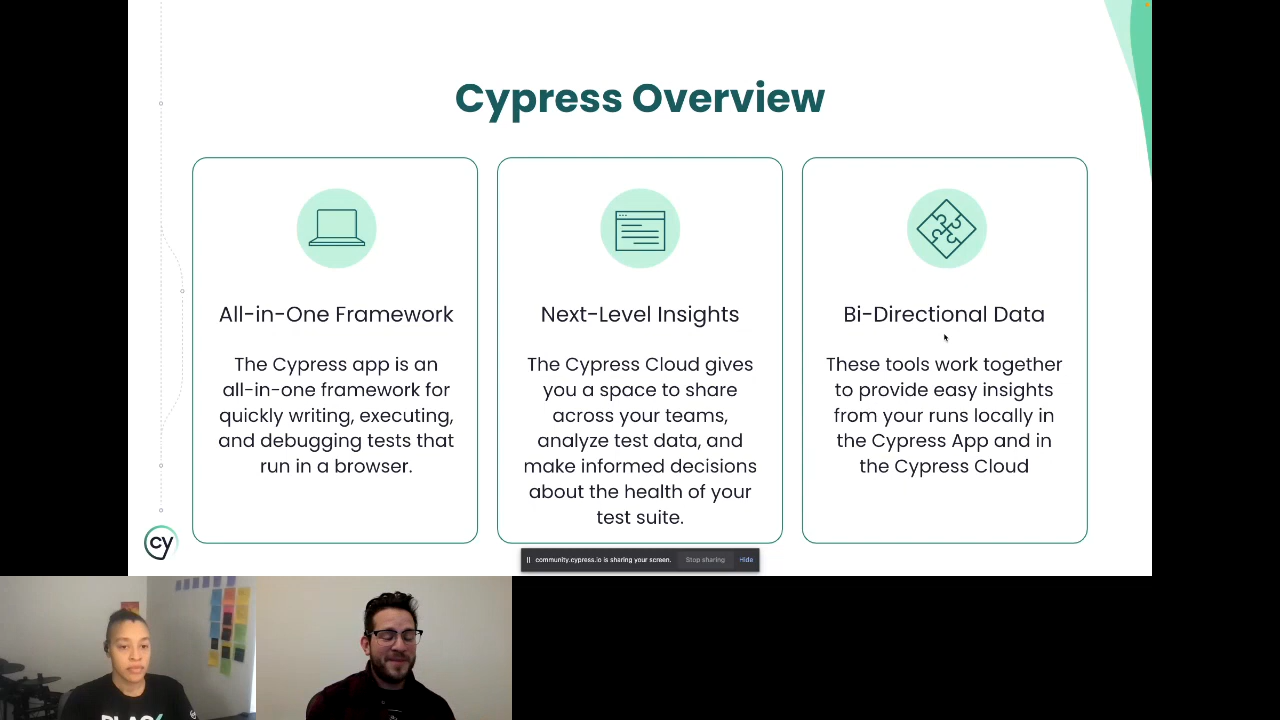 Cypress Overview
All-in-One Framework
The Cypress app is an
all-in-one framework for
quickly writing, executing,
and debugging tests that
run in a browser.
Next-Level Insights
The Cypress Cloud gives
you a space to share
across your teams,
analyze test data, and
make informed decisions
about the health of your
test suite.
Bi-Directional Data
These tools work together
to provide easy insights
from your runs locally in
the Cypress App and in
the Cypress Cloud
cy
community.cypress.io is sharing your screen.
Stop sharing
Hide